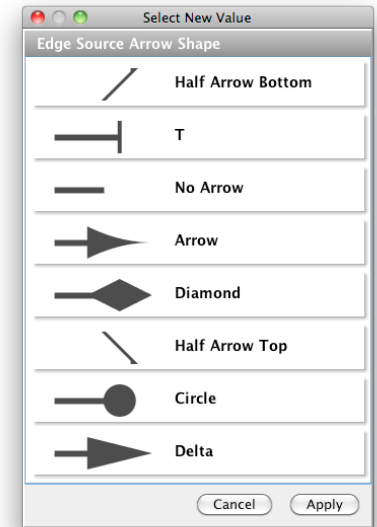 Select New Value
Edge Source Arrow Shape
Half Arrow Bottom
T
No Arrow
Arrow
Diamond
Half Arrow Top
Circle
Delta
Cancel Apply